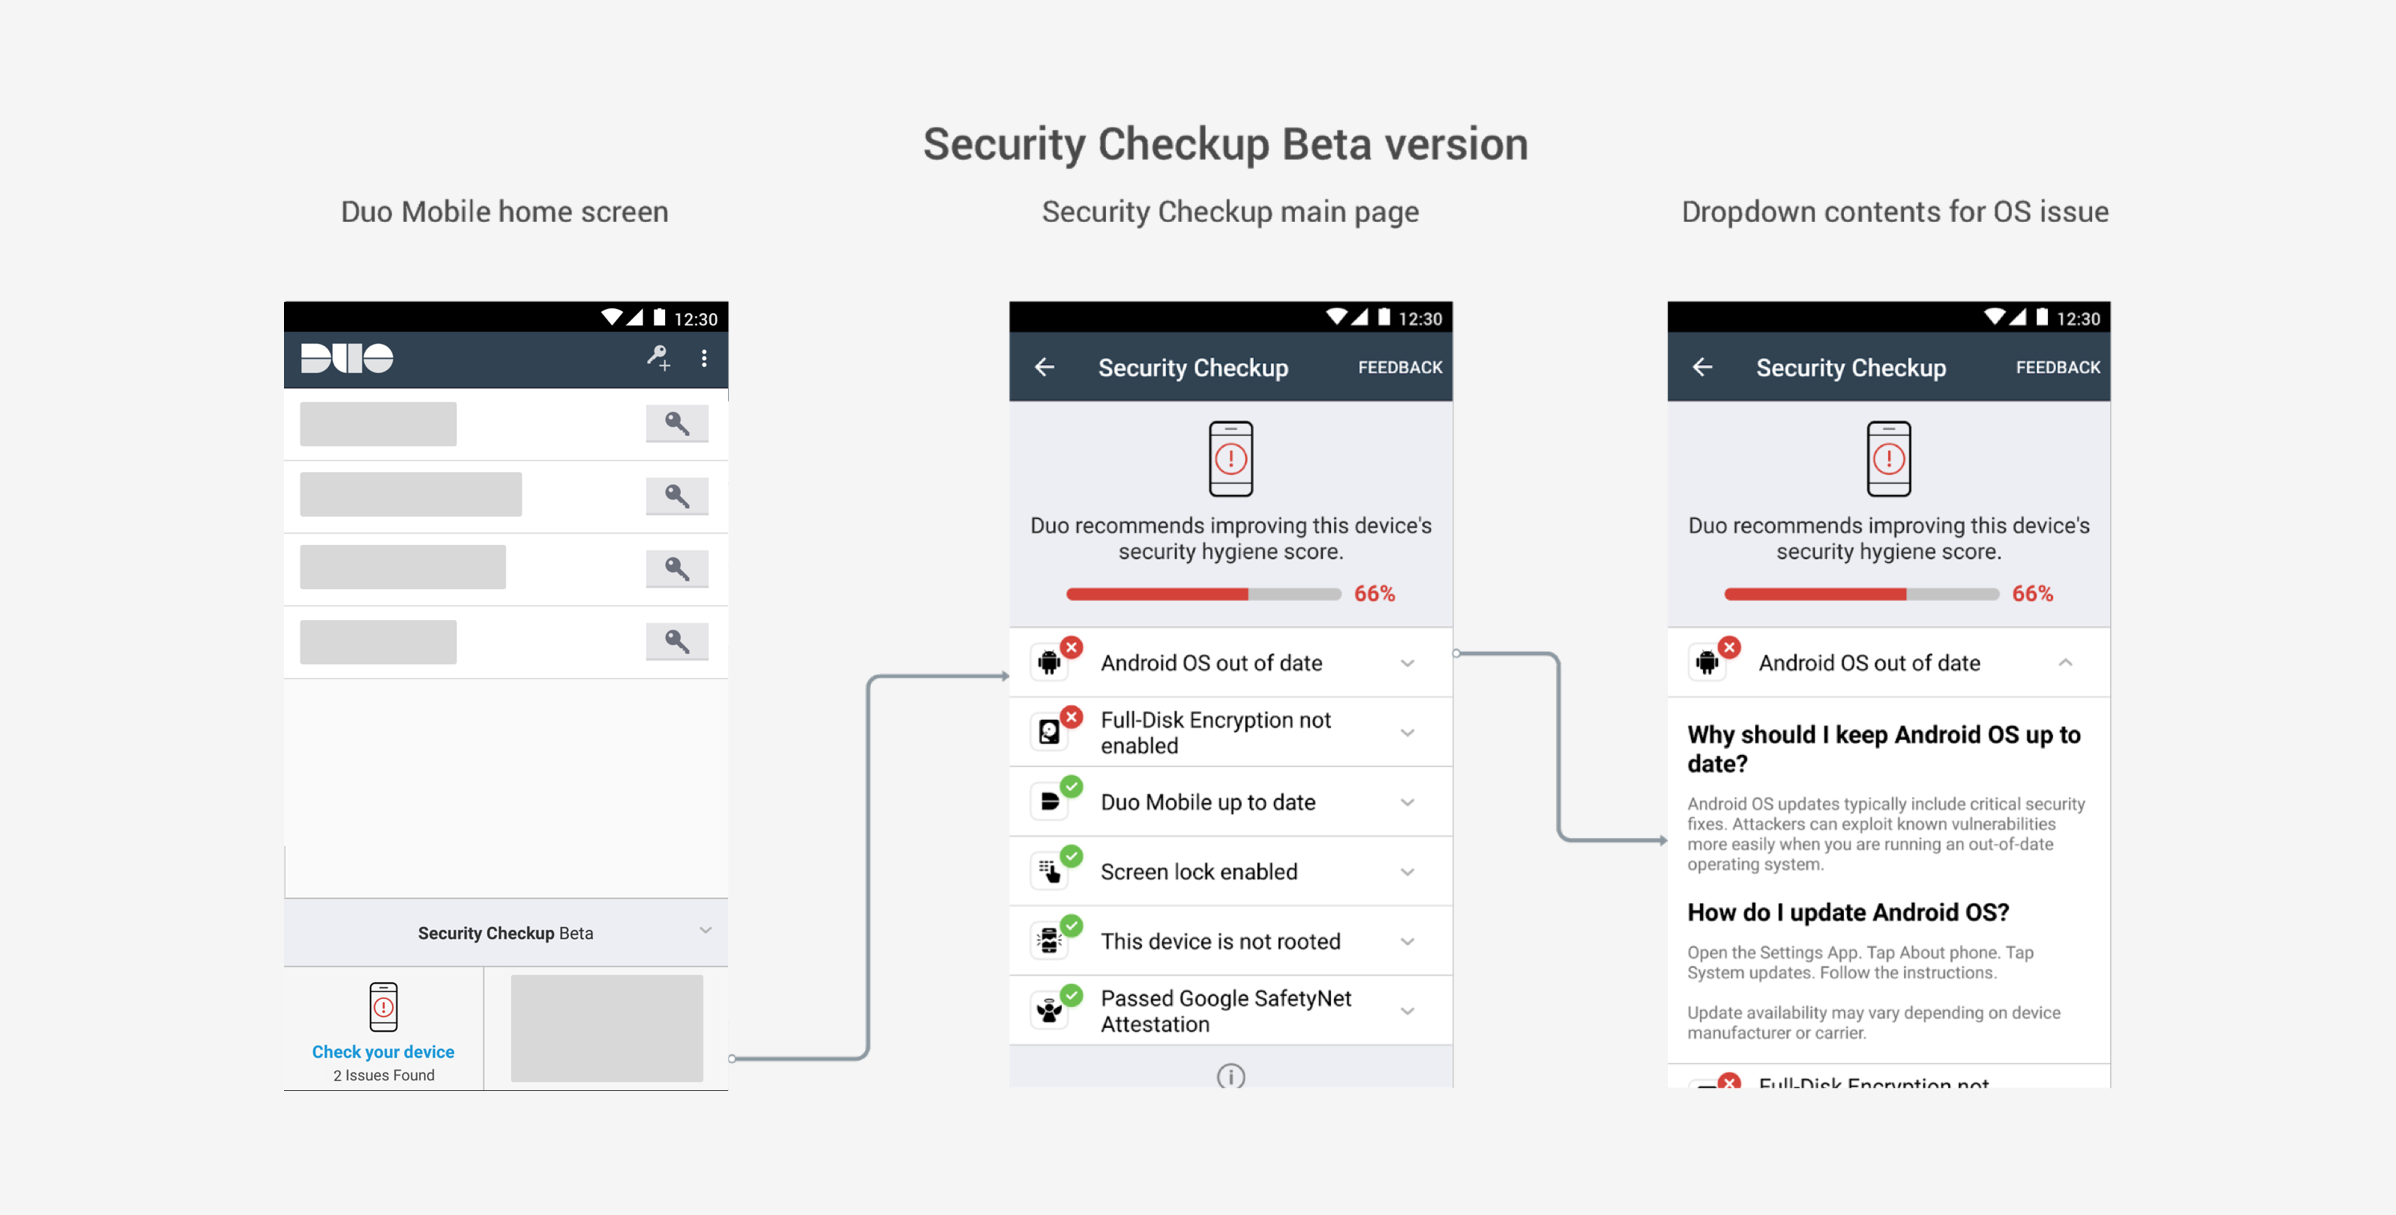 Security Checkup Beta version
Duo Mobile home screen
12:30
DUO
Security Checkup Beta
Check your device
2 Issues Found
Security Checkup main page
12:30
Security Checkup
FEEDBACK
Duo recommends improving this device's
security hygiene score.
66%
Android OS out of date
Full-Disk Encryption not
enabled
Duo Mobile up to date
Screen lock enabled
This device is not rooted
Passed Google SafetyNet
Attestation
Dropdown contents for OS issue
12:30
Security Checkup
FEEDBACK
Duo recommends improving this device's
security hygiene score.
66%
Android OS out of date
Why should I keep Android OS up to
date?
Android OS updates typically include critical security
fixes. Attackers can exploit known vulnerabilities
more easily when you are running an out-of-date
operating system.
How do I update Android OS?
Open the Settings App. Tap About phone. Tap
System updates. Follow the instructions.
Update availability may vary depending on device
manufacturer or carrier.
Full-Disk Encryption not